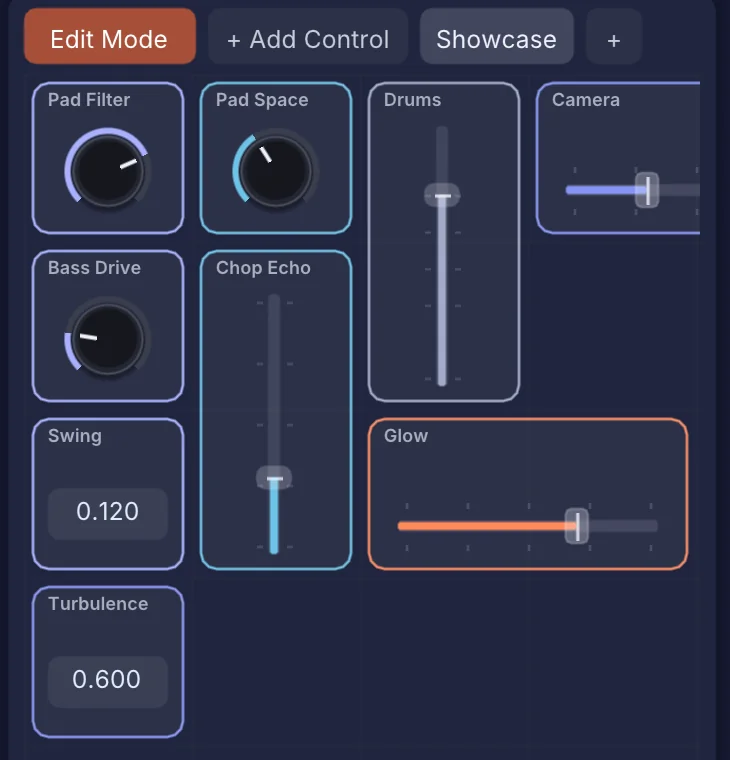 Edit Mode
+ Add Control
Showcase
+
Pad Filter
Pad Space
Drums
Camera
Bass Drive
Chop Echo
Swing
0.120
Glow
Turbulence
0.600